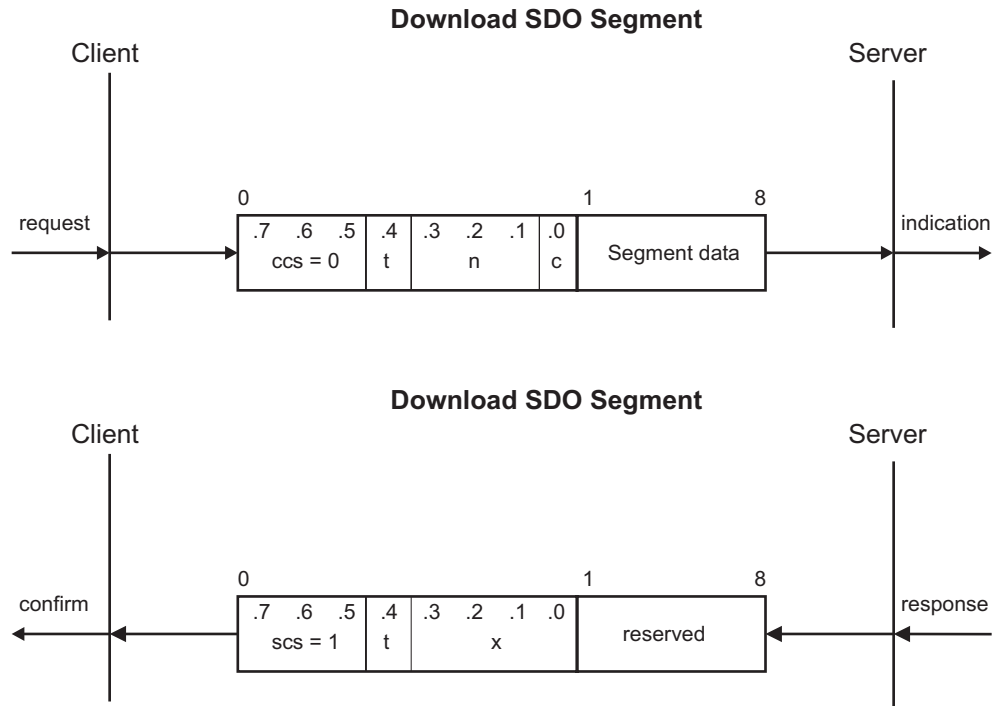 Download SDO Segment
Client Server
0 1 8
request .7 .6 .5 .4 .3 .2 .1 .0 indication
ccs = 0 t n c Segment data
Download SDO Segment
Client Server
0 1 8
confirm .7 .6 .5 .4 .3 .2 .1 .0 response
scs = 1 t x reserved